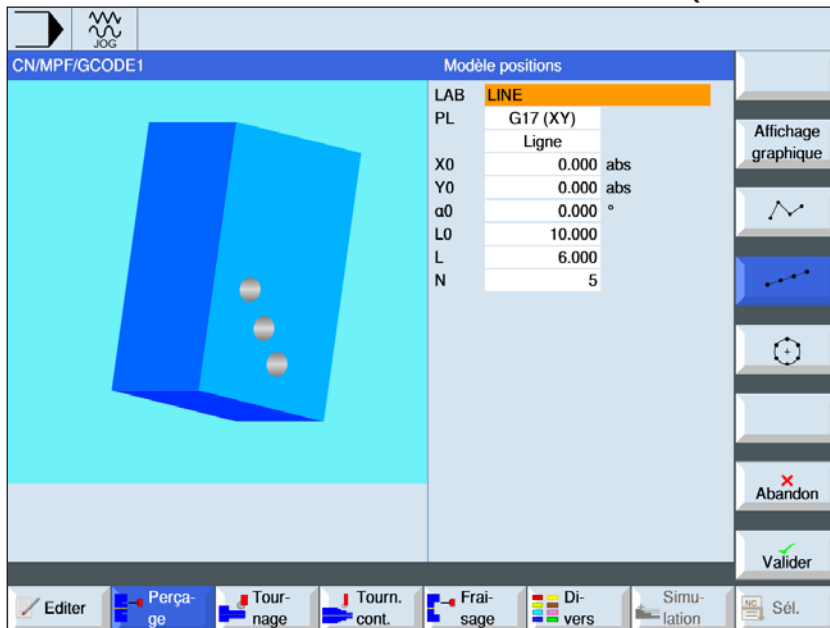 JOG
CN/MPF/GCODE1
Modèle positions
LAB LINE
PL G17 (XY)
Ligne
X0 0.000 abs
Y0 0.000 abs
α0 0.000 °
L0 10.000
L 6.000
N 5
Affichage
graphique
Abandon
Valider
Editer
Perça-
ge
Tour-
nage
Tourn.
cont.
Frai-
sage
Di-
vers
Simu-
lation
NC
Sél.